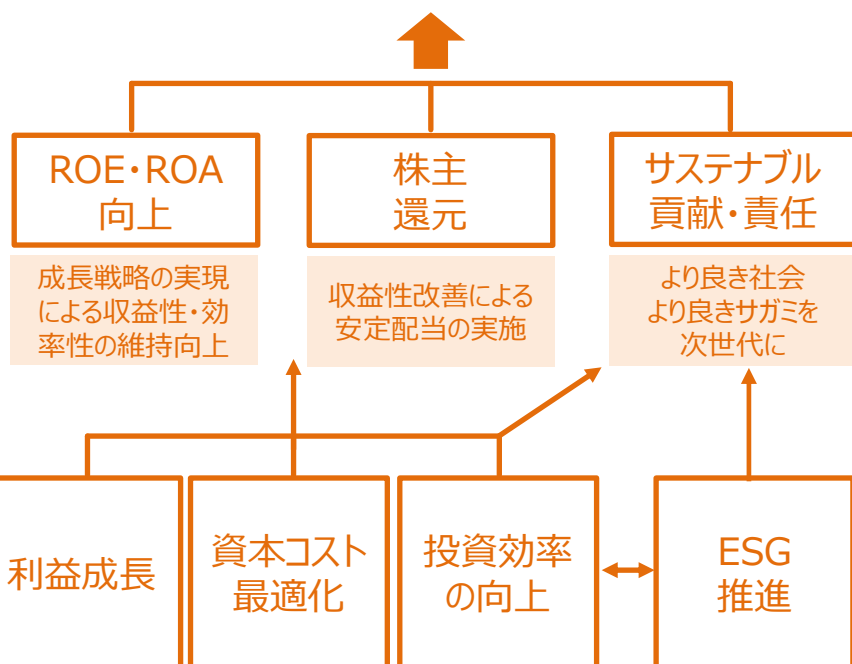 ROE・ROA
向上
株主
還元
サステナブル
貢献・責任
成長戦略の実現
による収益性・効
率性の維持向上
収益性改善による
安定配当の実施
より良き社会
より良きサガミを
次世代に
利益成長
資本コスト
最適化
投資効率
の向上
ESG
推進